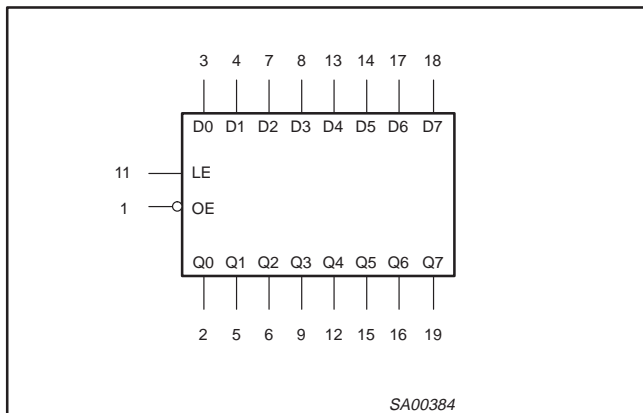 3 4 7 8 13 14 17 18
D0 D1 D2 D3 D4 D5 D6 D7
11 LE
1 OE
Q0 Q1 Q2 Q3 Q4 Q5 Q6 Q7
2 5 6 9 12 15 16 19
SA00384